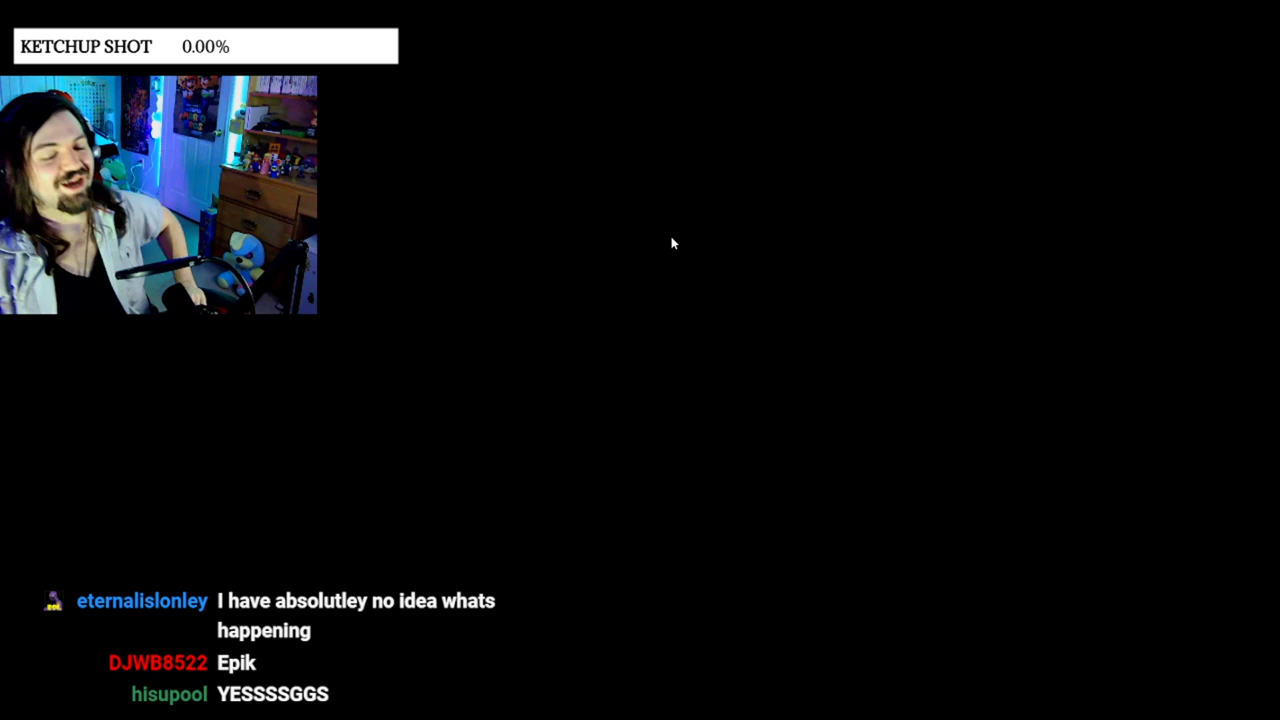 KETCHUP SHOT 0.00%
eternalislonley I have absolutley no idea whats
happening
DJWB8522 Epik
hisupool YESSSSGGS